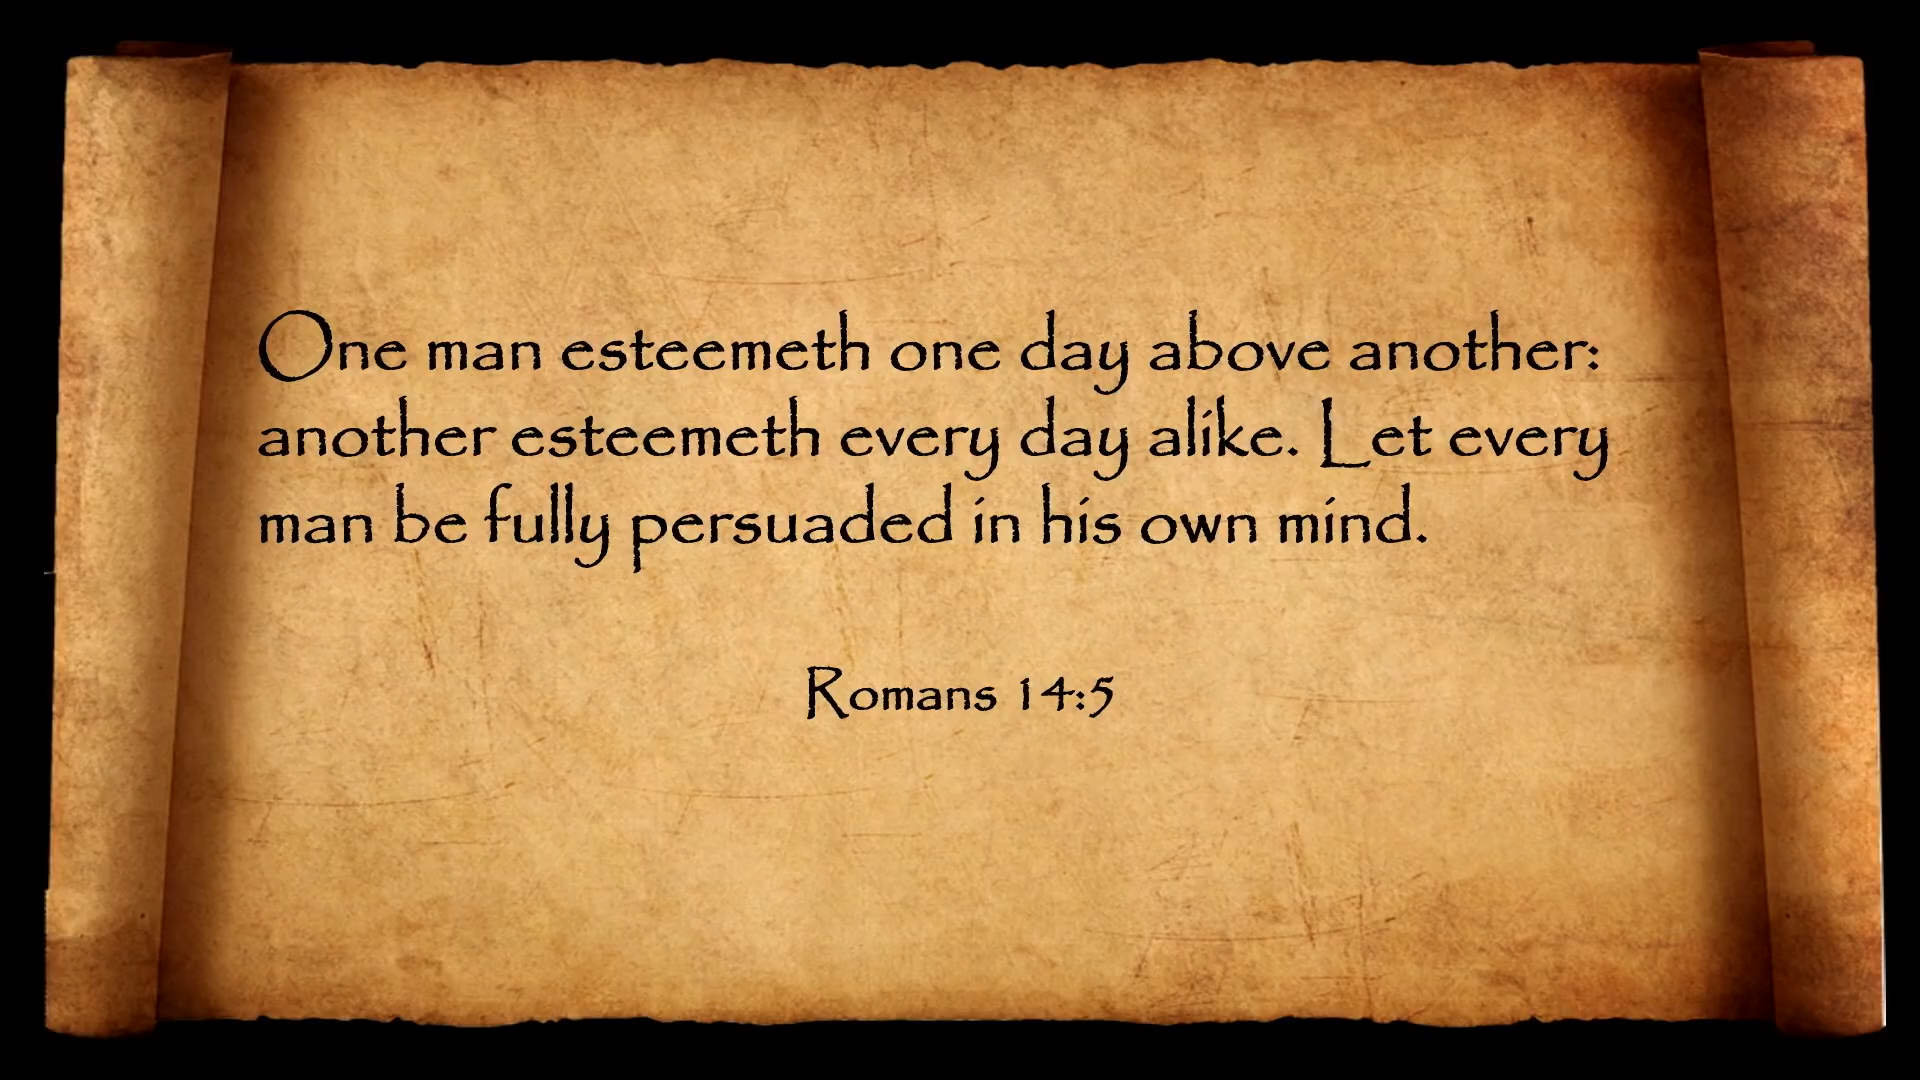 One man esteemeth one day above another:
another esteemeth every day alike. Let every
man be fully persuaded in his own mind.
Romans 14:5